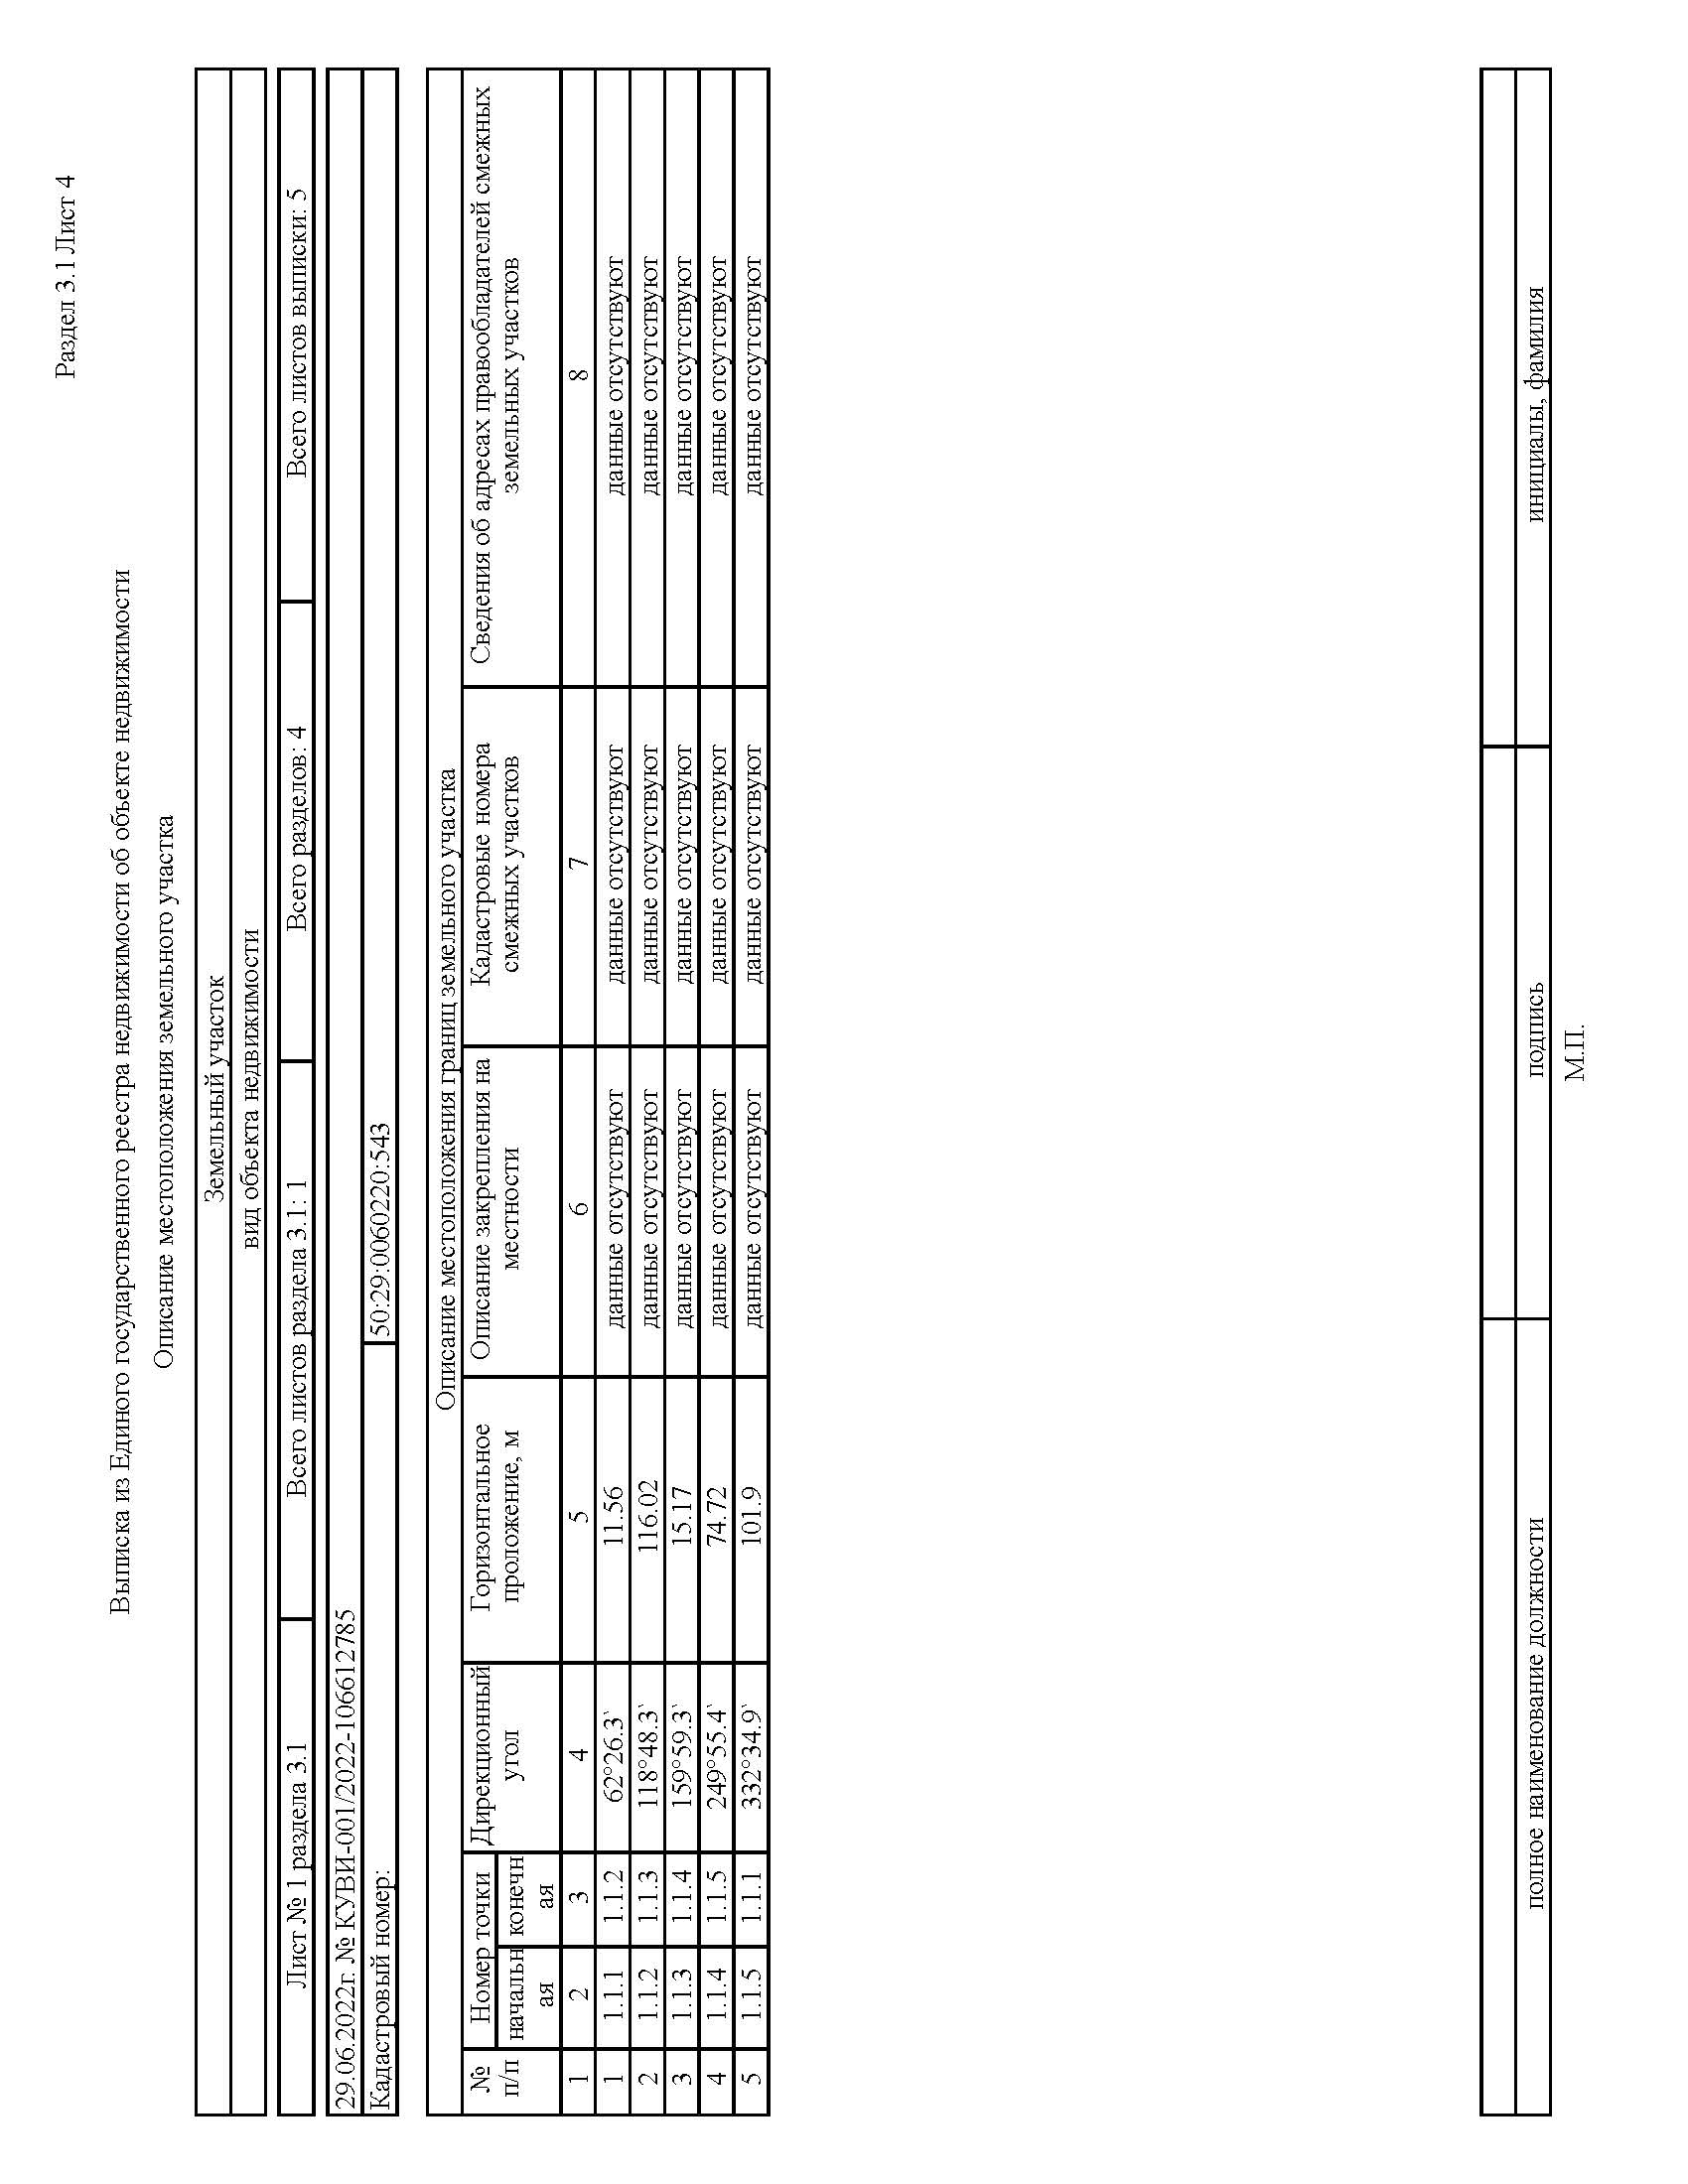 Раздел 3.1 Лист 4
Выписка из Единого государственного реестра недвижимости об объекте недвижимости
Описание местоположения земельного участка
Земельный участок
вид объекта недвижимости
Лист № 1 раздела 3.1 Всего листов раздела 3.1: 1 Всего разделов: 4 Всего листов выписки: 5
29.06.2022г. № КУВИ-001/2022-106612785
Кадастровый номер: 50:29:0060220:543
Описание местоположения границ земельного участка
№ Номер точки Дирекционный Горизонтальное Описание закрепления на Кадастровые номера Сведения об адресах правообладателей смежных
п/п начальн конечн угол проложение, м местности смежных участков земельных участков
ая ая
1 2 3 4 5 6 7 8
1 1.1.1 1.1.2 62°26.3` 11.56 данные отсутствуют данные отсутствуют данные отсутствуют
2 1.1.2 1.1.3 118°48.3` 116.02 данные отсутствуют данные отсутствуют данные отсутствуют
3 1.1.3 1.1.4 159°59.3` 15.17 данные отсутствуют данные отсутствуют данные отсутствуют
4 1.1.4 1.1.5 249°55.4` 74.72 данные отсутствуют данные отсутствуют данные отсутствуют
5 1.1.5 1.1.1 332°34.9` 101.9 данные отсутствуют данные отсутствуют данные отсутствуют
полное наименование должности подпись инициалы, фамилия
М.П.